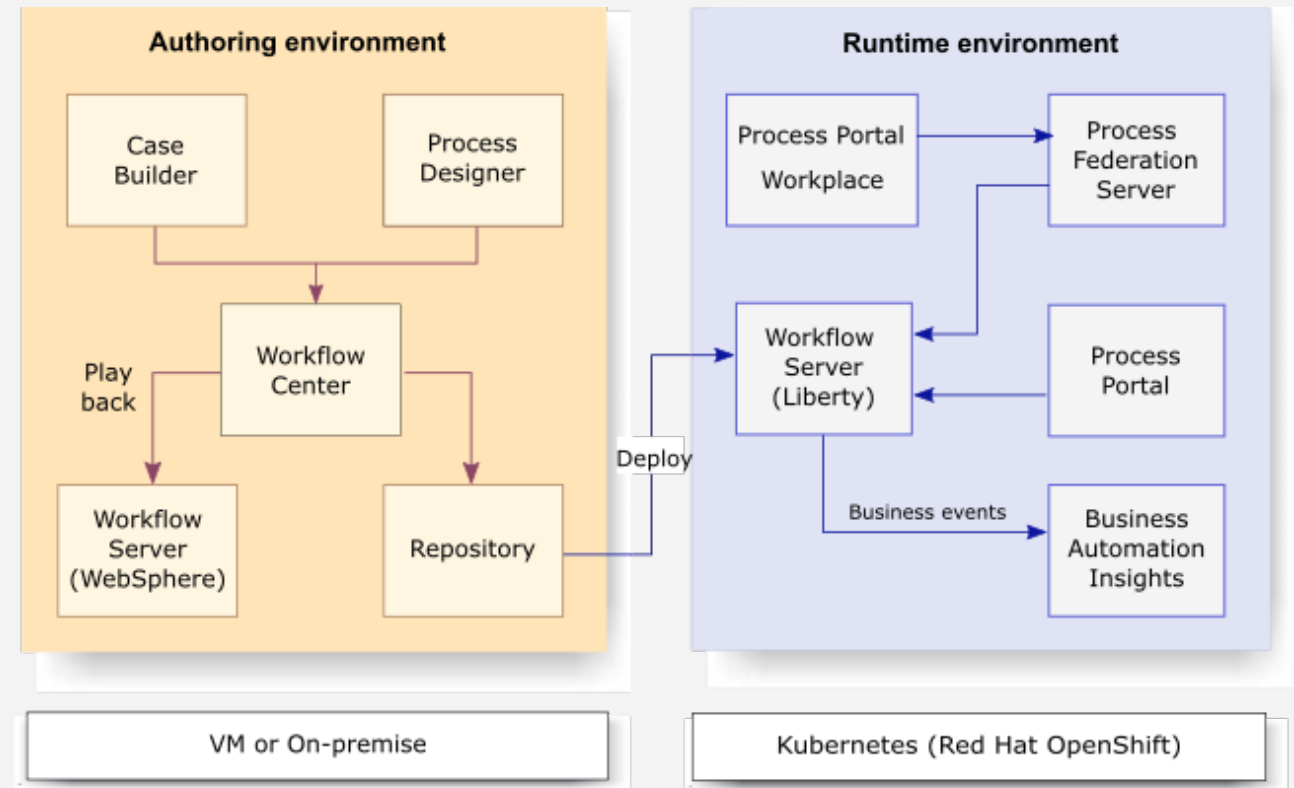 Authoring environment
Case
Builder
Process
Designer
Workflow
Center
Play
back
Workflow
Server
(WebSphere)
Repository
Deploy
Runtime environment
Process Portal
Workplace
Process
Federation
Server
Workflow
Server
(Liberty)
Process
Portal
Business events
Business
Automation
Insights
VM or On-premise
Kubernetes (Red Hat OpenShift)